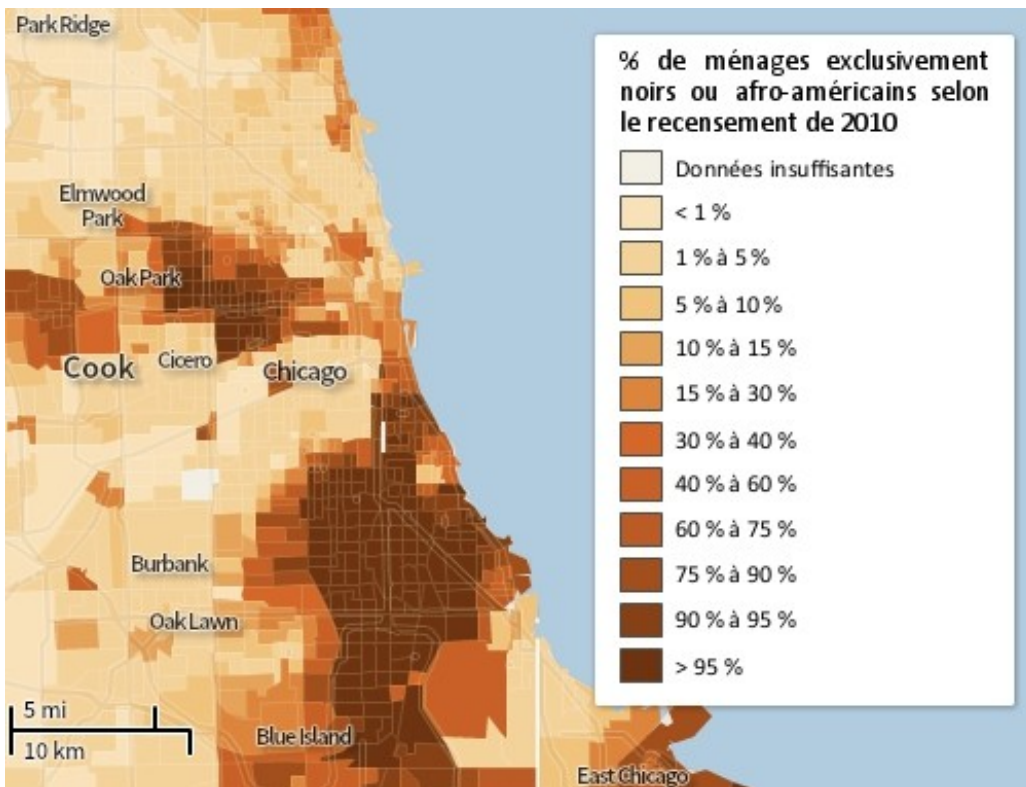 Park Ridge
Elmwood
Park
Oak Park
Cook
Cicero
Chicago
Burbank
Oak Lawn
Blue Island
East Chicago
5 mi
10 km
% de ménages exclusivement
noirs ou afro-américains selon
le recensement de 2010
Données insuffisantes
< 1 %
1 % à 5 %
5 % à 10 %
10 % à 15 %
15 % à 30 %
30 % à 40 %
40 % à 60 %
60 % à 75 %
75 % à 90 %
90 % à 95 %
> 95 %